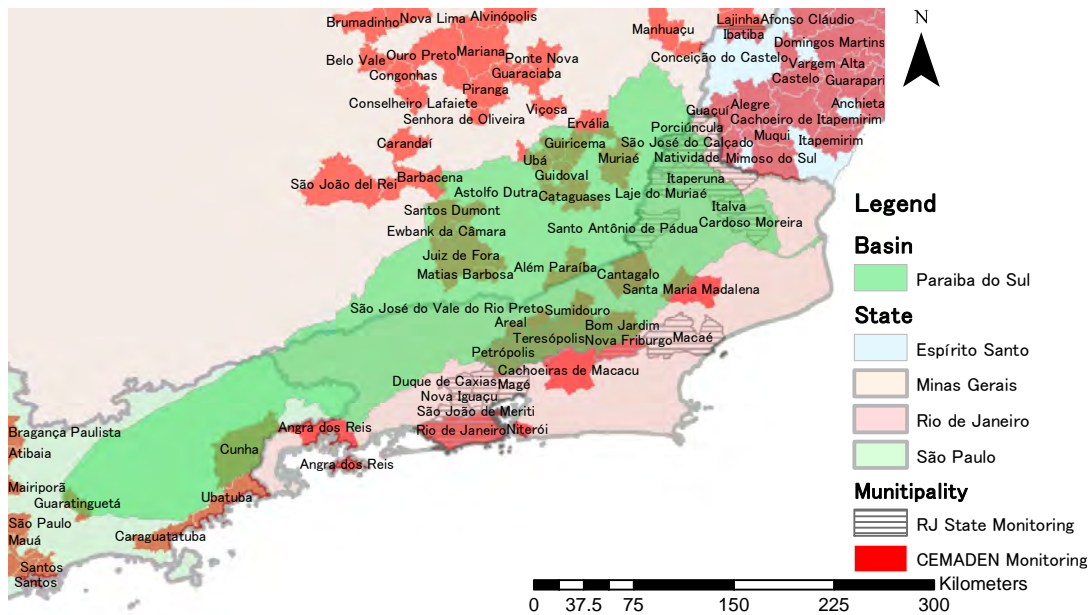 Brumadinho
Nova Lima
Alvinópolis
Manhuaçu
Lajinha
Afonso Cláudio
Ibatiba
N
Domingos Martins
Belo Vale
Ouro Preto
Mariana
Ponte Nova
Conceição do Castelo
Vargem Alta
Congonhas
Guaraciaba
Castelo
Guarapari
Piranga
Conselheiro Lafaiete
Viçosa
Guaçuí
Alegre
Anchieta
Senhora de Oliveira
Ervália
Cachoeiro de Itapemirim
Porciúncula
Carandaí
Guiricema
São José do Calçado
Muqui
Itapemirim
Ubá
Muriaé
Natividade
Mimoso do Sul
São João del Rei
Barbacena
Guidoval
Itaperuna
Astolfo Dutra
Cataguases
Laje do Muriaé
Santos Dumont
Italva
Ewbank da Câmara
Santo Antônio de Pádua
Cardoso Moreira
Juiz de Fora
Matias Barbosa
Além Paraíba
Cantagalo
Santa Maria Madalena
São José do Vale do Rio Preto
Sumidouro
Areal
Bom Jardim
Teresópolis
Nova Friburgo
Macaé
Petrópolis
Cachoeiras de Macacu
Duque de Caxias
Magé
Nova Iguaçu
São João de Meriti
Angra dos Reis
Rio de Janeiro
Niterói
Bragança Paulista
Cunha
Atibaia
Angra dos Reis
Mairiporã
Guaratinguetá
Ubatuba
São Paulo
Mauá
Caraguatatuba
Santos
Santos
Legend
Basin
Paraiba do Sul
State
Espírito Santo
Minas Gerais
Rio de Janeiro
São Paulo
Munitipality
RJ State Monitoring
CEMADEN Monitoring
Kilometers
0 37.5 75 150 225 300